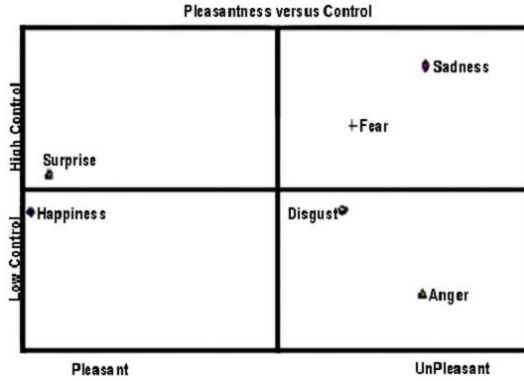 Pleasantness versus Control
High Control
Sadness
Fear
Surprise
Low Control
Happiness
Disgust
Anger
Pleasant
UnPleasant